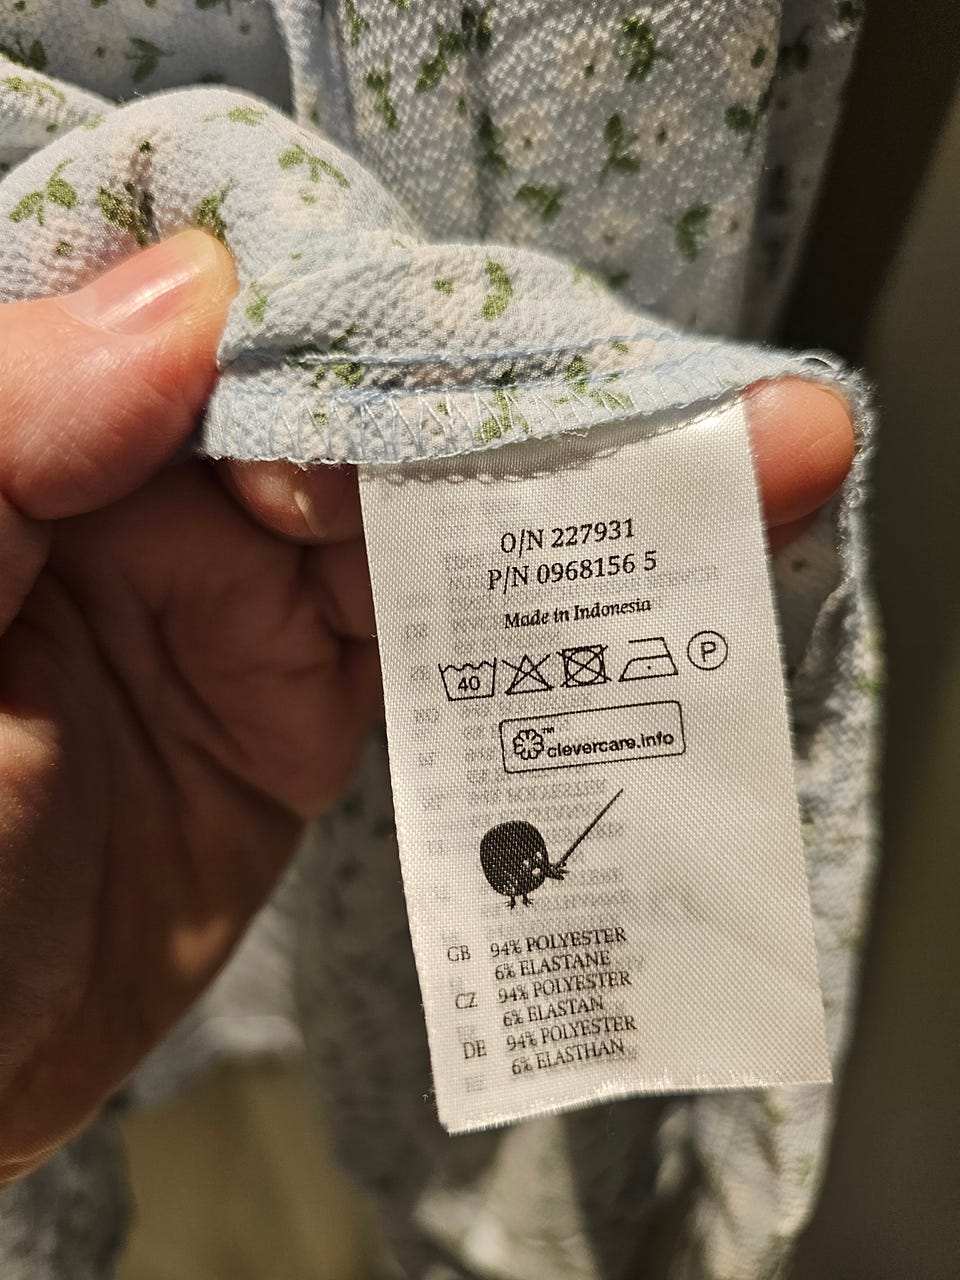 O/N 227931
P/N 0968156 5
Made in Indonesia
40 P
™ clevercare.info
GB 94% POLYESTER
6% ELASTANE
CZ 94% POLYESTER
6% ELASTAN
DE 94% POLYESTER
6% ELASTHAN